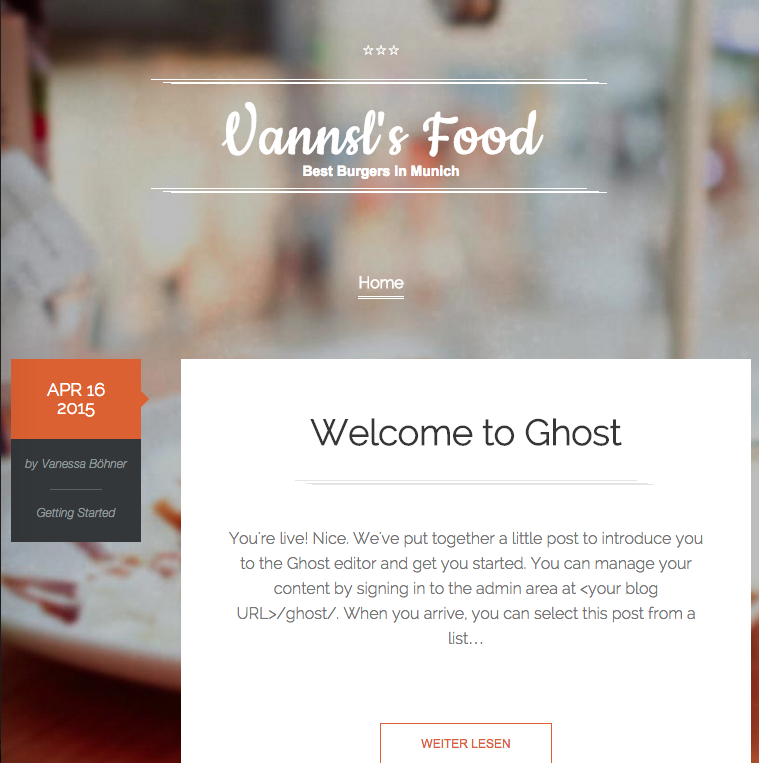 ☆☆☆
Vannsl's Food
Best Burgers in Munich
Home
APR 16
2015
by Vanessa Böhner
Getting Started
Welcome to Ghost
You're live! Nice. We've put together a little post to introduce you
to the Ghost editor and get you started. You can manage your
content by signing in to the admin area at <your blog
URL>/ghost/. When you arrive, you can select this post from a
list…
WEITER LESEN